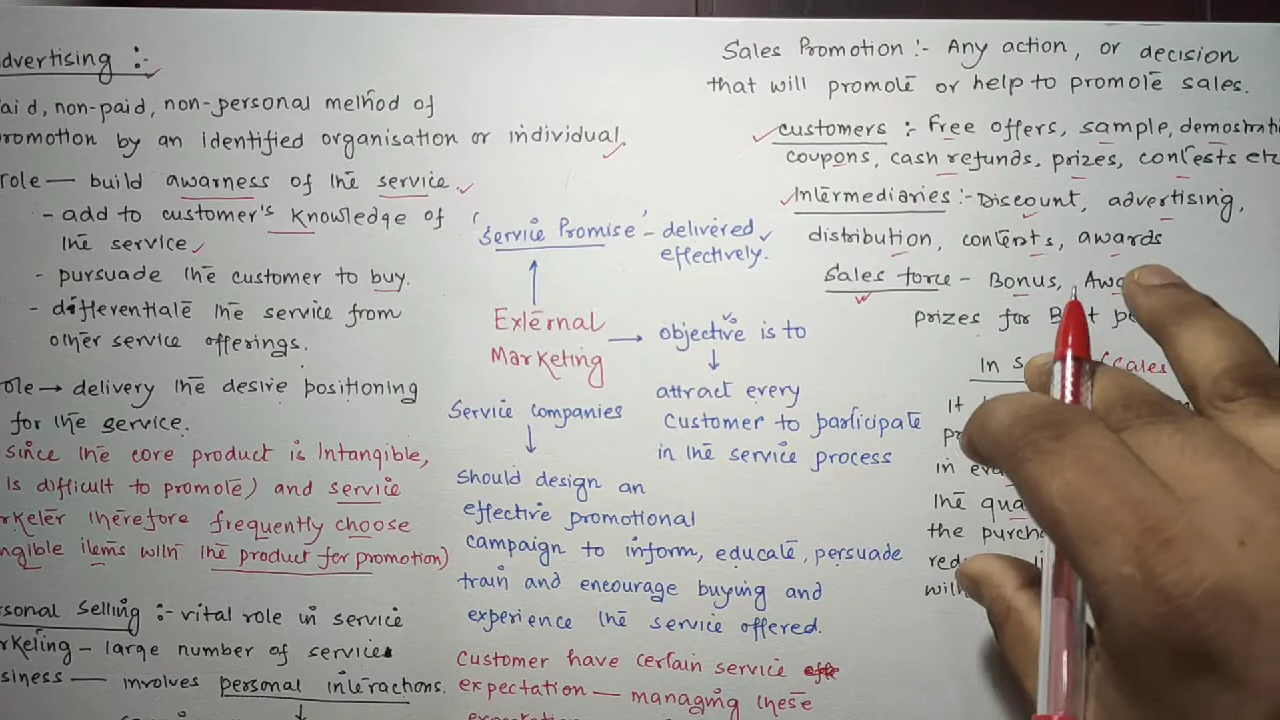 dvertising :-
aid, non-paid, non-personal method of
romotion by an identified organisation or individual.
role — build awarness of the service.
- add to customer's knowledge of
the service
- pursuade the customer to buy.
- differentiate the service from
other service offerings.
ole → delivery the desire positioning
for the service.
since the core product is Intangible,
is difficult to promote) and service
rketer therefore frequently choose
ngible items with the product for promotion)
sonal selling :- vital role in service
rketing - large number of services
siness — involves personal interactions.
'Service Promise' - delivered
effectively.
External
Marketing
→ objective is to
attract every
customer to participate
in the service process
Service companies
should design an
effective promotional
campaign to inform, educate, persuade
train and encourage buying and
experience the service offered.
Customer have certain service
expectation — managing these
Sales Promotion :- Any action, or decision
that will promote or help to promote sales.
customers :- Free offers, sample, demostrati
coupons, cash refunds, prizes, contests etc
Intermediaries :- Discount, advertising,
distribution, contents, awards
Sales force - Bonus, Awa
prizes for B t pe
In s (Sales
It
in
the qua
the purch
red
with